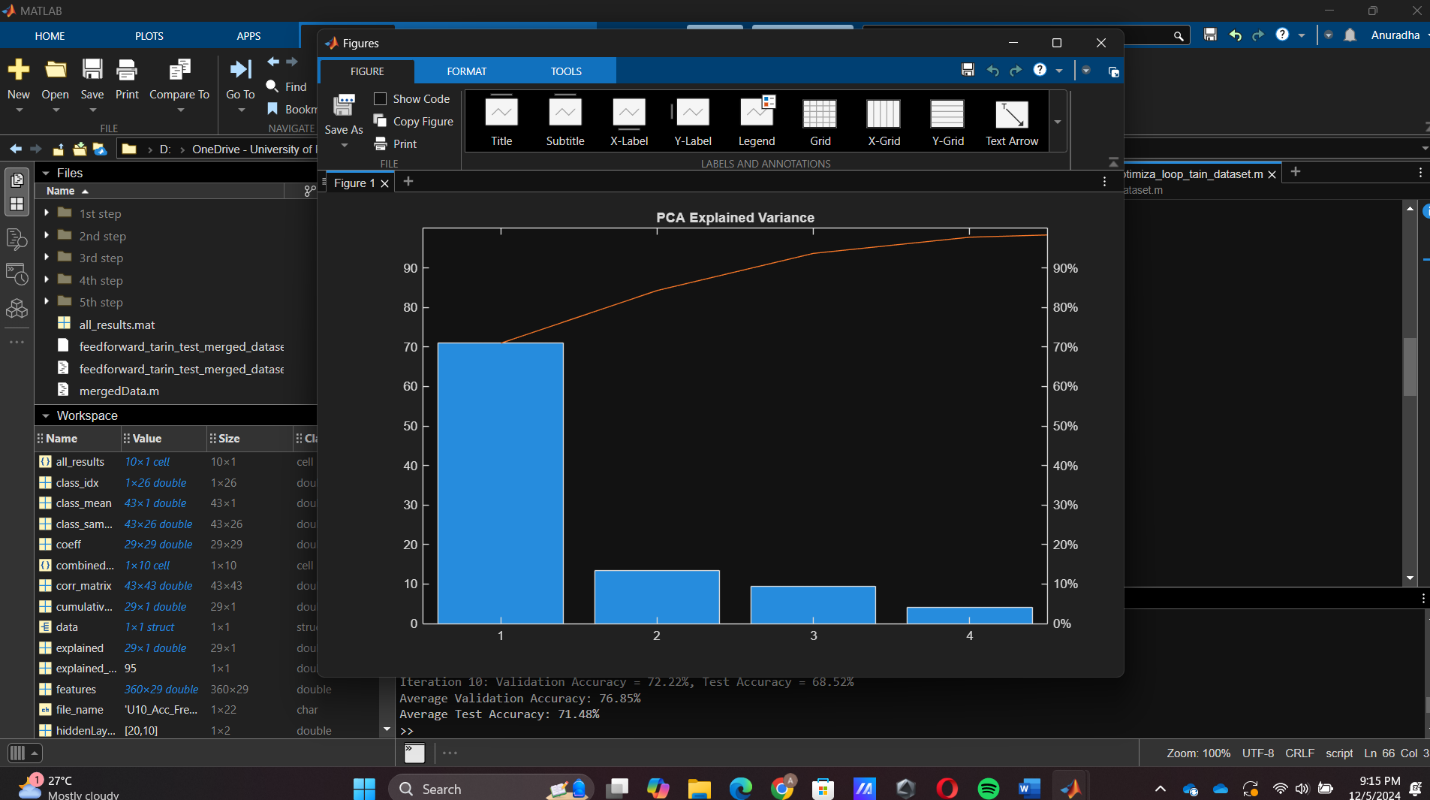 MATLAB
HOME PLOTS APPS
Anuradha
New Open Save Print Compare To Go To Find
FILE NAVIGATE
D: OneDrive - University of
Files
Name
1st step
2nd step
3rd step
4th step
5th step
all_results.mat
feedforward_tarin_test_merged_datase
feedforward_tarin_test_merged_datase
mergedData.m
Workspace
Name Value Size
all_results 10×1 cell 10×1 cell
class_idx 1×26 double 1×26 dou
class_mean 43×1 double 43×1 dou
class_sam... 43×26 double 43×26 dou
coeff 29×29 double 29×29 dou
combined... 1×10 cell 1×10 cell
corr_matrix 43×43 double 43×43 dou
cumulativ... 29×1 double 29×1 dou
data 1×1 struct 1×1 stru
explained 29×1 double 29×1 dou
explained_... 95 1×1 dou
features 360×29 double 360×29 double
file_name 'U10_Acc_Fre... 1×22 char
hiddenLay... [20,10] 1×2 double
Figures
FIGURE FORMAT TOOLS
Save As
Show Code
Copy Figure
Print
FILE
Title Subtitle X-Label Y-Label Legend Grid X-Grid Y-Grid Text Arrow
LABELS AND ANNOTATIONS
Figure 1
PCA Explained Variance
90 90%
80 80%
70 70%
60 60%
50 50%
40 40%
30 30%
20 20%
10 10%
0 0%
1 2 3 4
ptimiza_loop_tain_dataset.m
ataset.m
Iteration 10: Validation Accuracy = 72.22%, Test Accuracy = 68.52%
Average Validation Accuracy: 76.85%
Average Test Accuracy: 71.48%
>>
Zoom: 100% UTF-8 CRLF script Ln 66 Col 3
1
27°C
Mostly cloudy
Search
9:15 PM
12/5/2024